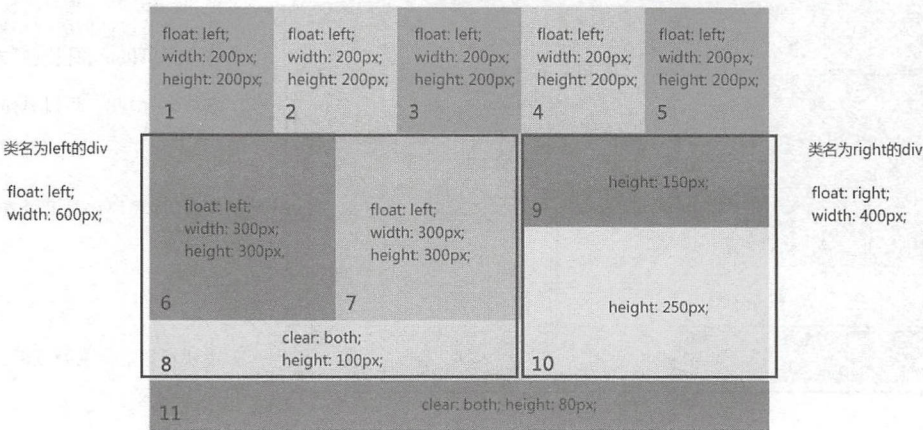 float: left;
width: 200px;
height: 200px;
1
float: left;
width: 200px;
height: 200px;
2
float: left;
width: 200px;
height: 200px;
3
float: left;
width: 200px;
height: 200px;
4
float: left;
width: 200px;
height: 200px;
5
类名为left的div
float: left;
width: 600px;
float: left;
width: 300px;
height: 300px,
6
float: left;
width: 300px;
height: 300px;
7
clear: both;
height: 100px;
8
height: 150px;
9
height: 250px;
10
类名为right的div
float: right;
width: 400px;
clear: both; height: 80px;
11